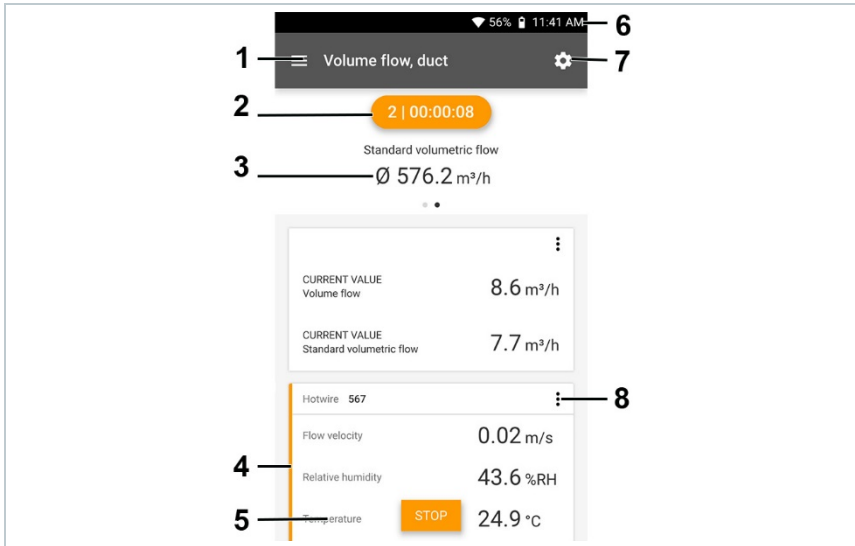 56% 11:41 AM 6
1 Volume flow, duct 7
2 2 | 00:00:08
Standard volumetric flow
3 Ø 576.2 m³/h
CURRENT VALUE
Volume flow 8.6 m³/h
CURRENT VALUE
Standard volumetric flow 7.7 m³/h
Hotwire 567 8
Flow velocity 0.02 m/s
4 Relative humidity 43.6 %RH
5 Temperature STOP 24.9 °C